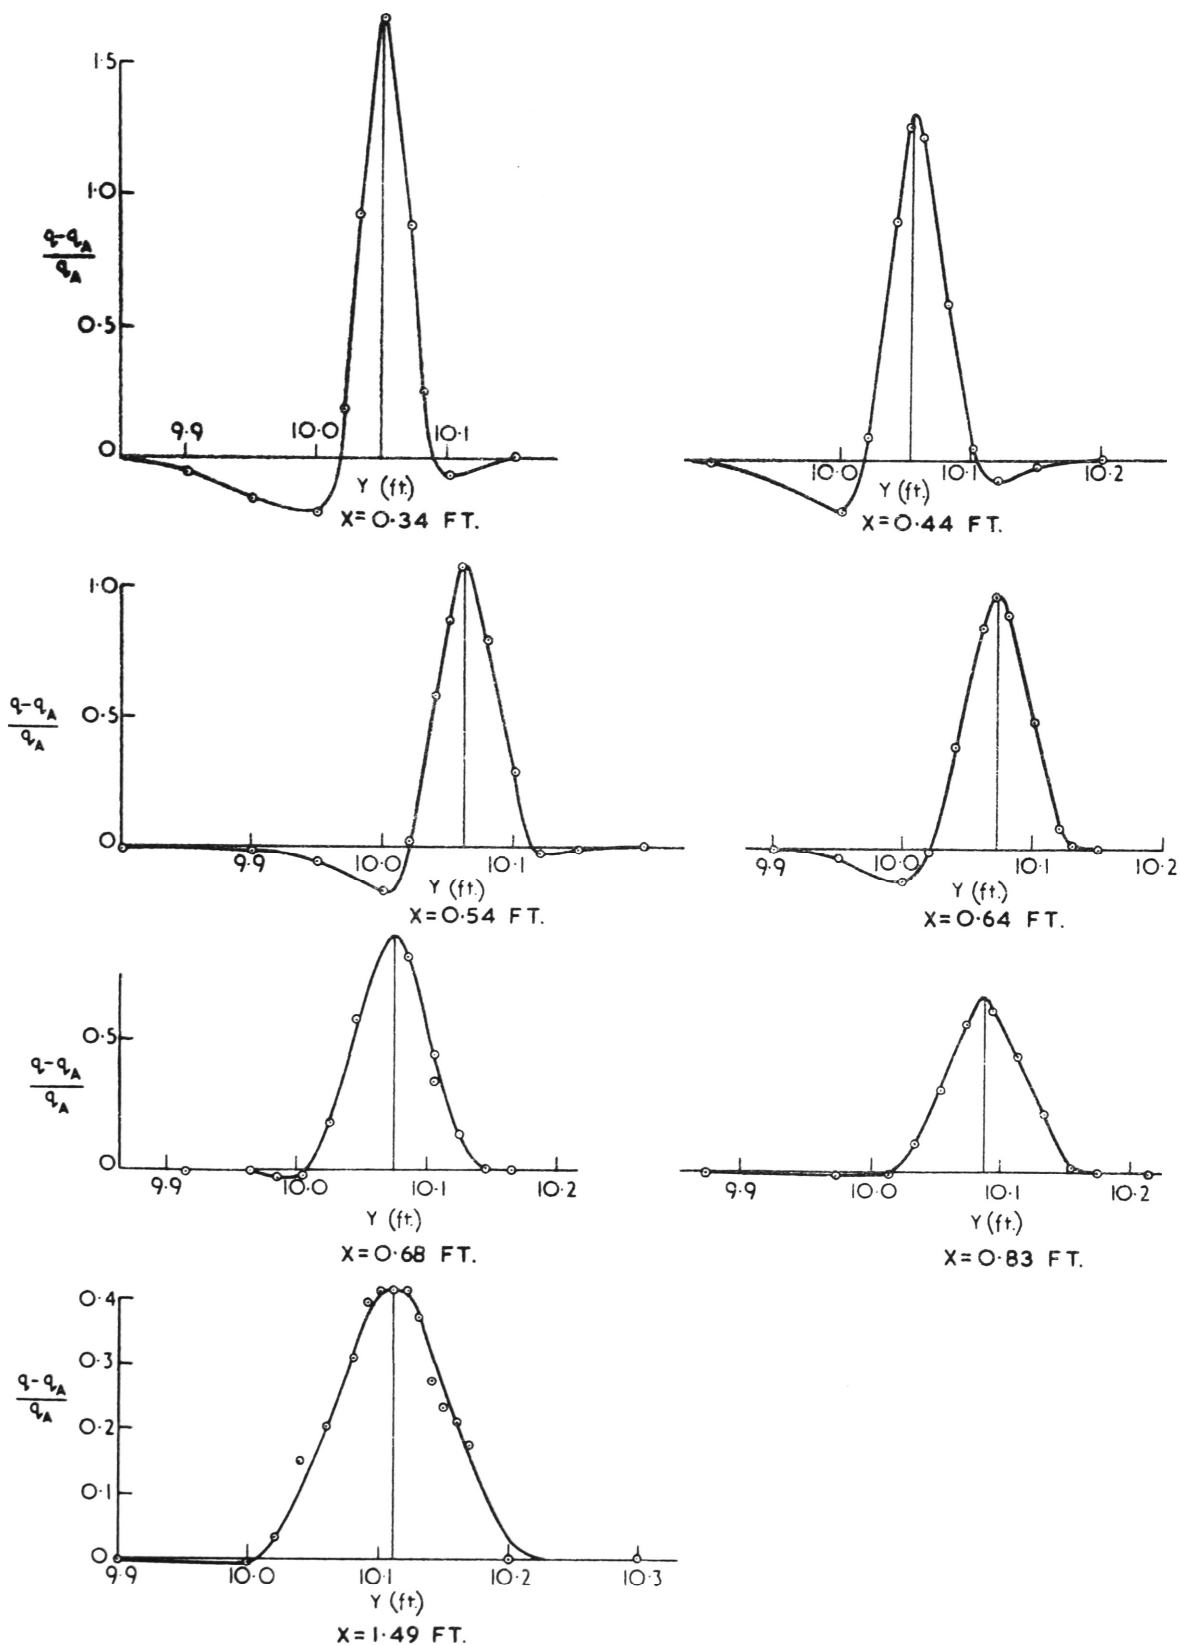 1·5
1·0
q-q_A
q_A
0·5
9·9 10·0 10·1
0
Y (ft.)
X=0·34 FT.
10·0 10·1 10·2
Y (ft.)
X=0·44 FT.
1·0
0·5
q-q_A
q_A
0
9·9 10·0 10·1
Y (ft.)
X=0·54 FT.
9·9 10·0 10·1 10·2
Y (ft.)
X=0·64 FT.
0·5
q-q_A
q_A
0
9·9 10·0 10·1 10·2
Y (ft.)
X=0·68 FT.
9·9 10·0 10·1 10·2
Y (ft.)
X=0·83 FT.
0·4
0·3
q-q_A
q_A
0·2
0·1
0
9·9 10·0 10·1 10·2 10·3
Y (ft.)
X=1·49 FT.